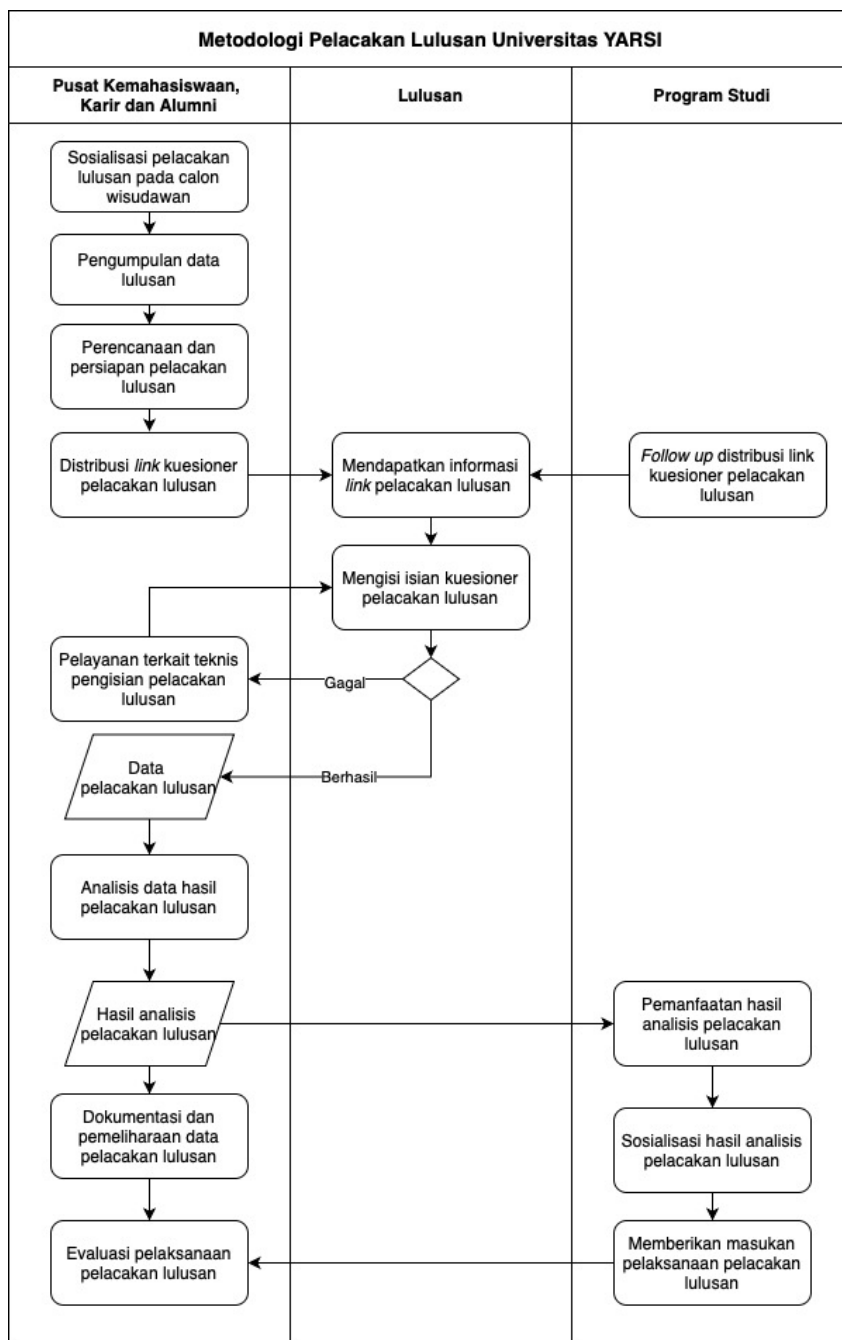 Metodologi Pelacakan Lulusan Universitas YARSI
Pusat Kemahasiswaan,
Karir dan Alumni
Lulusan
Program Studi
Sosialisasi pelacakan
lulusan pada calon
wisudawan
Pengumpulan data
lulusan
Perencanaan dan
persiapan pelacakan
lulusan
Distribusi link kuesioner
pelacakan lulusan
Mendapatkan informasi
link pelacakan lulusan
Follow up distribusi link
kuesioner pelacakan
lulusan
Mengisi isian kuesioner
pelacakan lulusan
Pelayanan terkait teknis
pengisian pelacakan
lulusan
Gagal
Data
pelacakan lulusan
Berhasil
Analisis data hasil
pelacakan lulusan
Hasil analisis
pelacakan lulusan
Pemanfaatan hasil
analisis pelacakan
lulusan
Dokumentasi dan
pemeliharaan data
pelacakan lulusan
Sosialisasi hasil analisis
pelacakan lulusan
Evaluasi pelaksanaan
pelacakan lulusan
Memberikan masukan
pelaksanaan pelacakan
lulusan